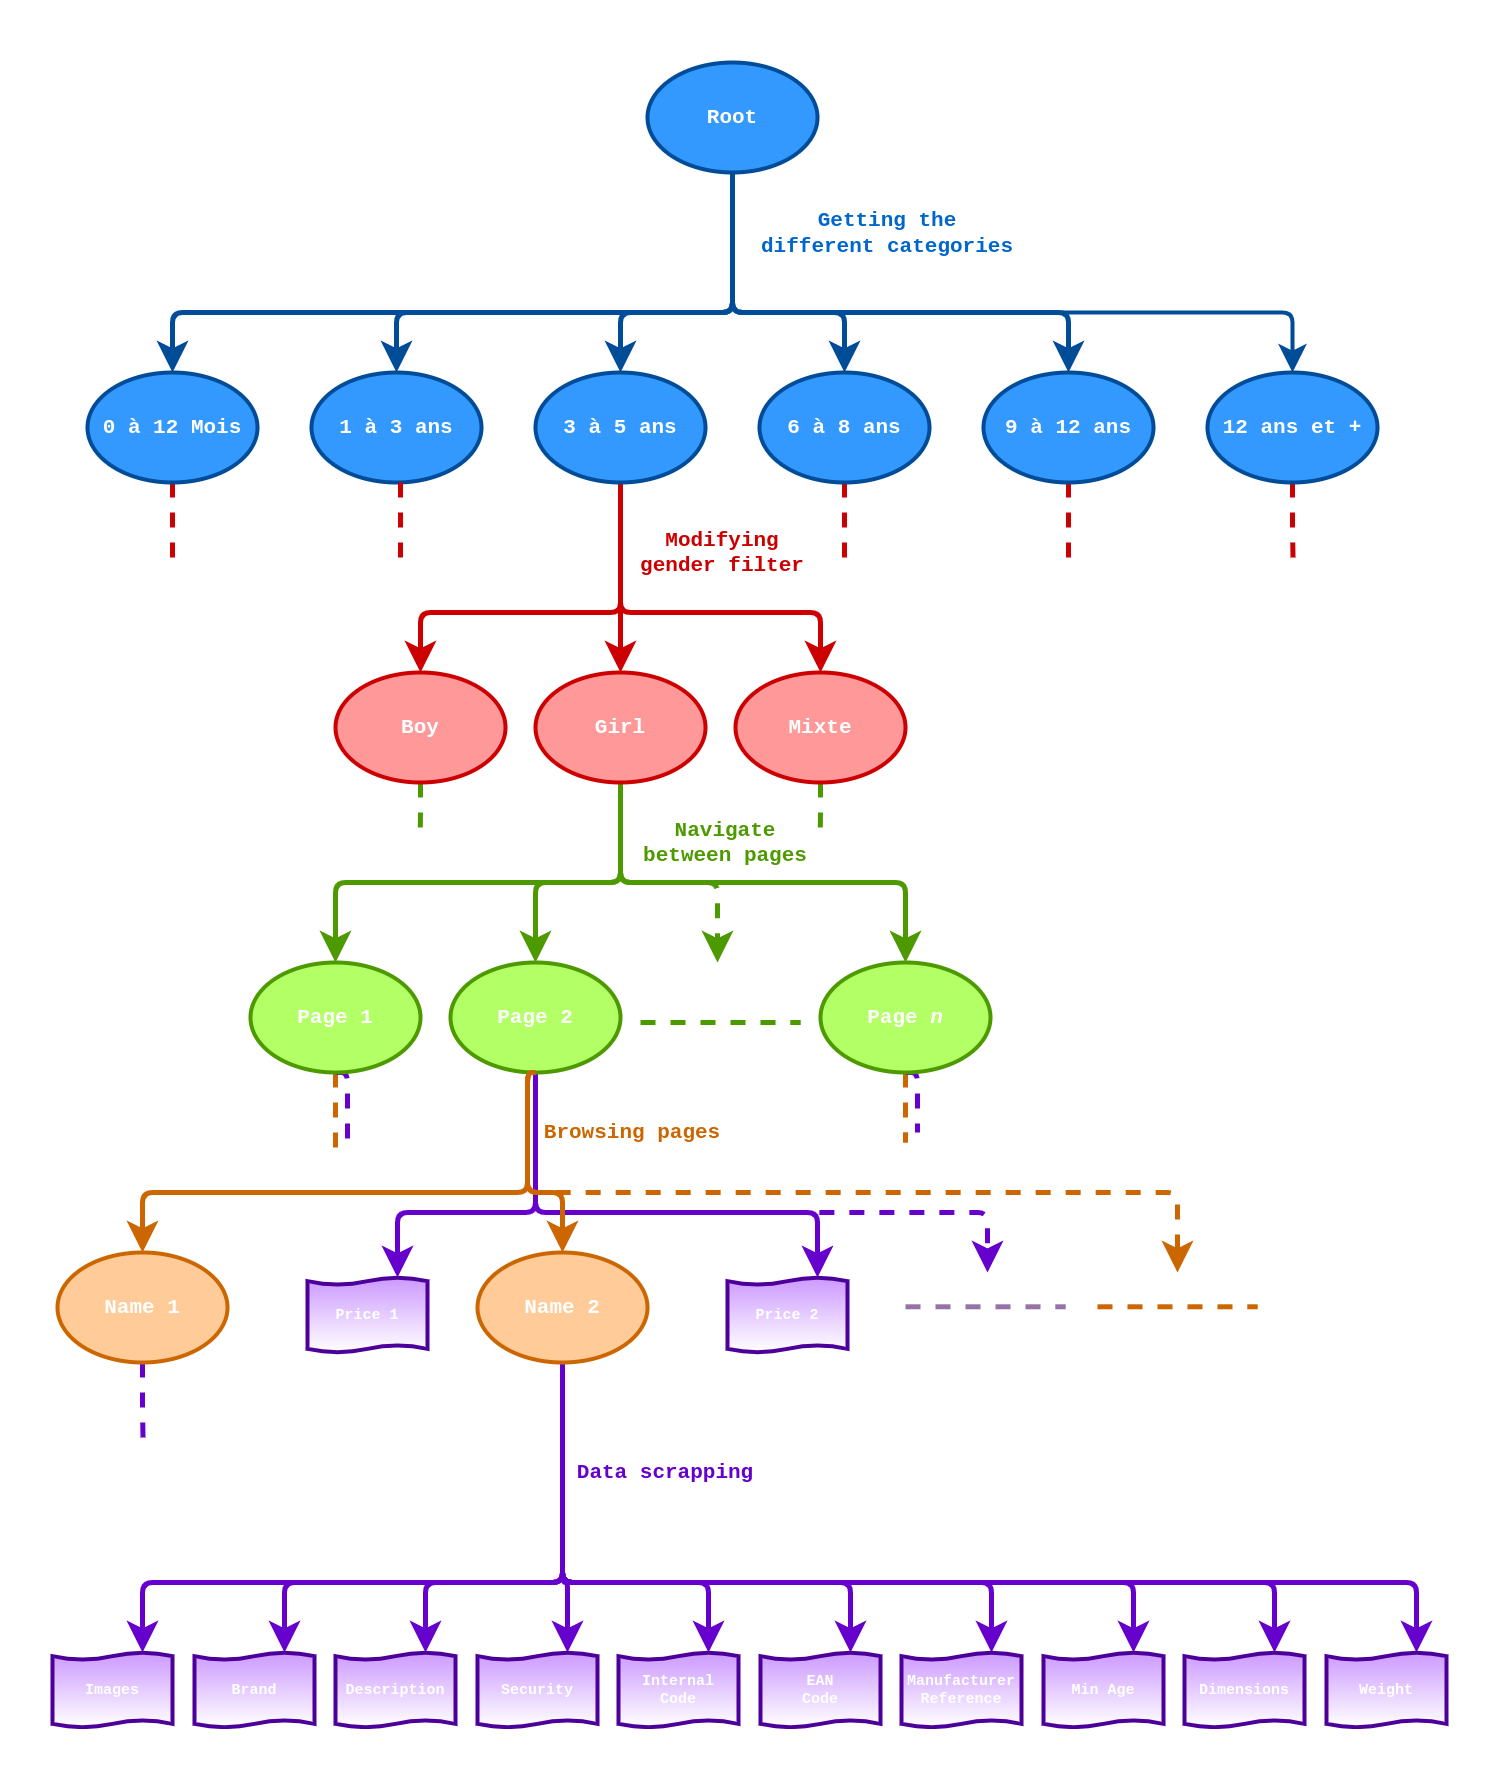 Root
Getting the
different categories
0 à 12 Mois
1 à 3 ans
3 à 5 ans
6 à 8 ans
9 à 12 ans
12 ans et +
Modifying
gender filter
Boy
Girl
Mixte
Navigate
between pages
Page 1
Page 2
Page n
Browsing pages
Name 1
Price 1
Name 2
Price 2
Data scrapping
Images
Brand
Description
Security
Internal
Code
EAN
Code
Manufacturer
Reference
Min Age
Dimensions
Weight